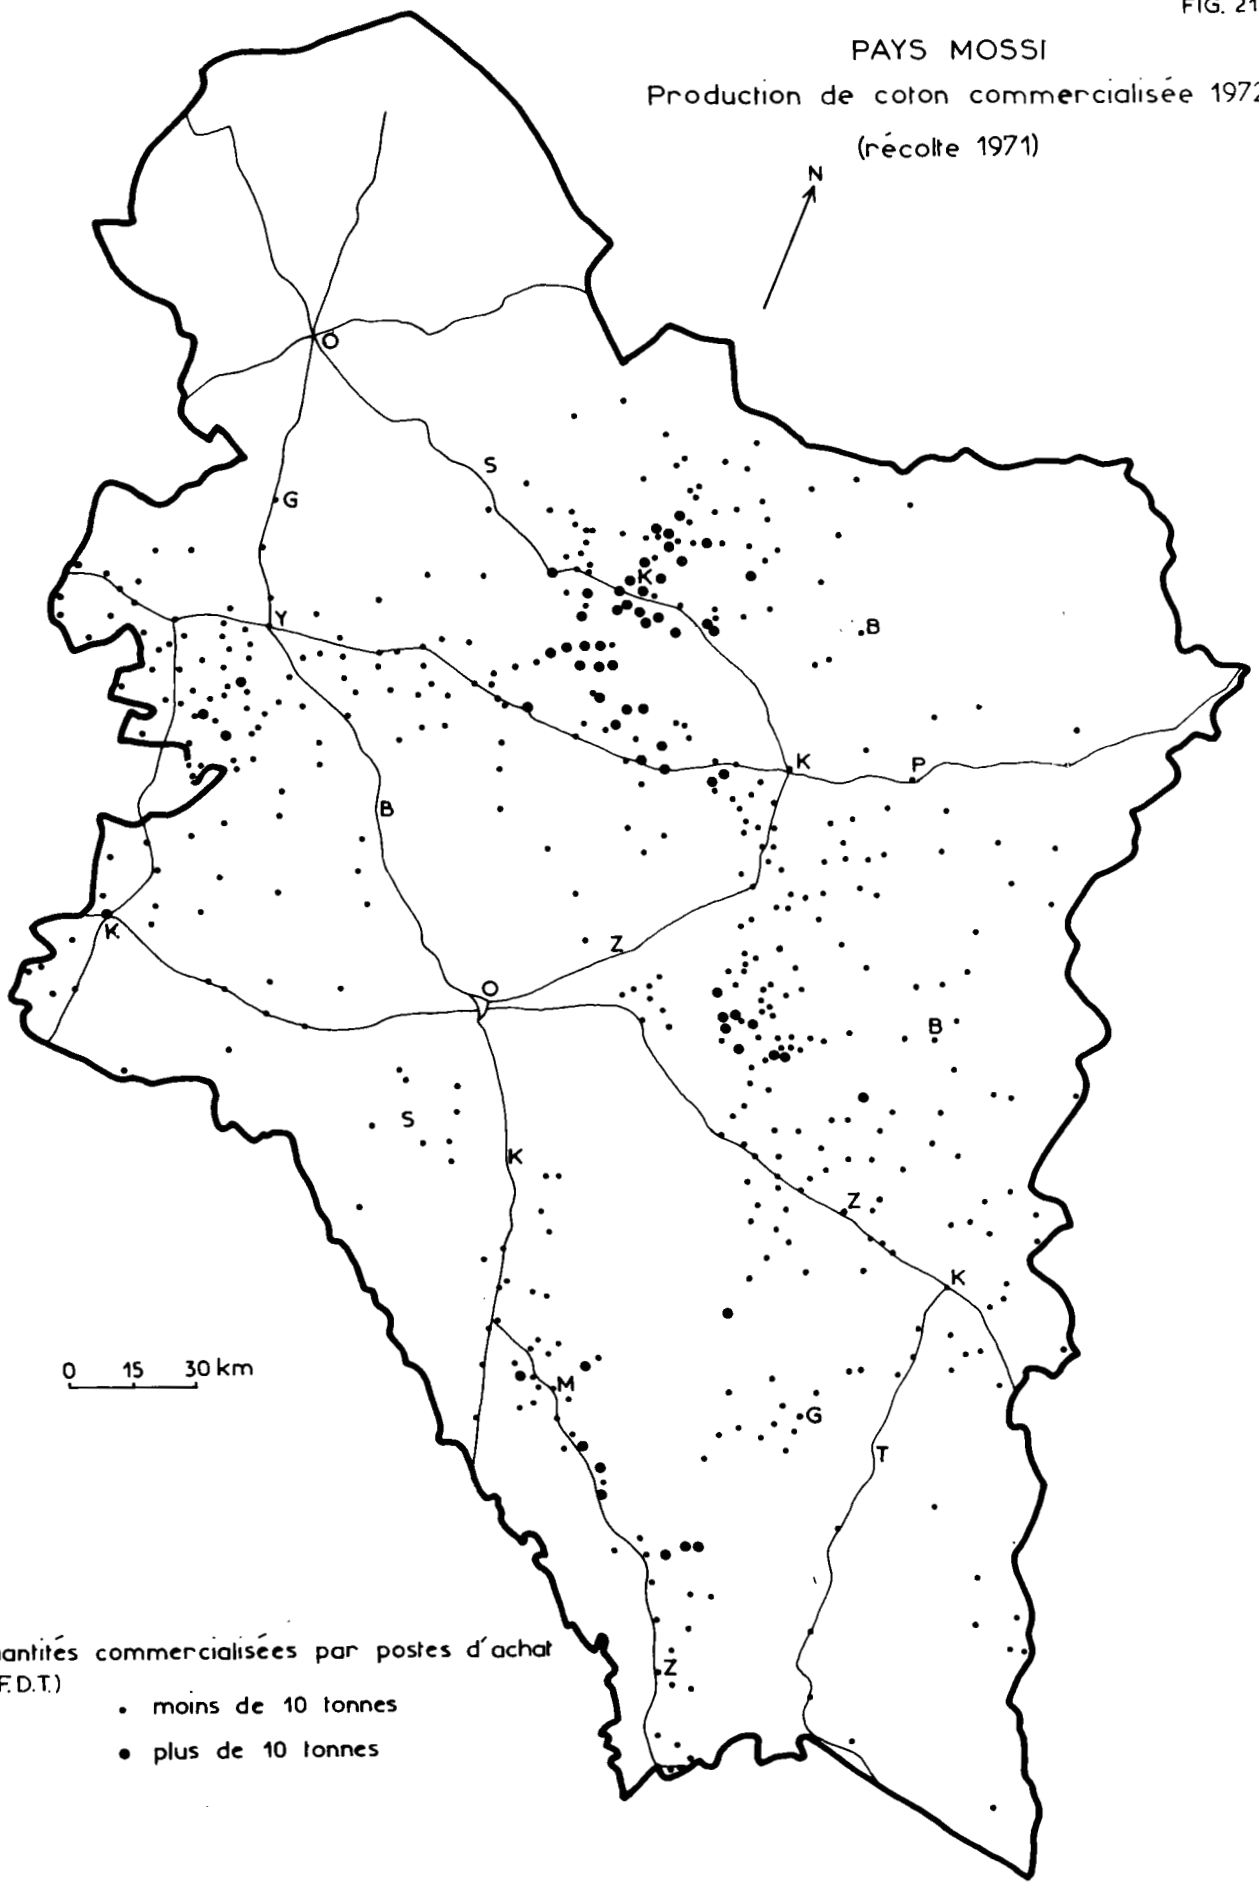 FIG. 21
PAYS MOSSI
Production de coton commercialisée 1972
(récolte 1971)
N
O
S
G
K
Y
B
K
P
B
K
Z
O
B
S
K
Z
K
0 15 30 km
M
G
T
antités commercialisées par postes d'achat
F.D.T.)
Z
moins de 10 tonnes
plus de 10 tonnes